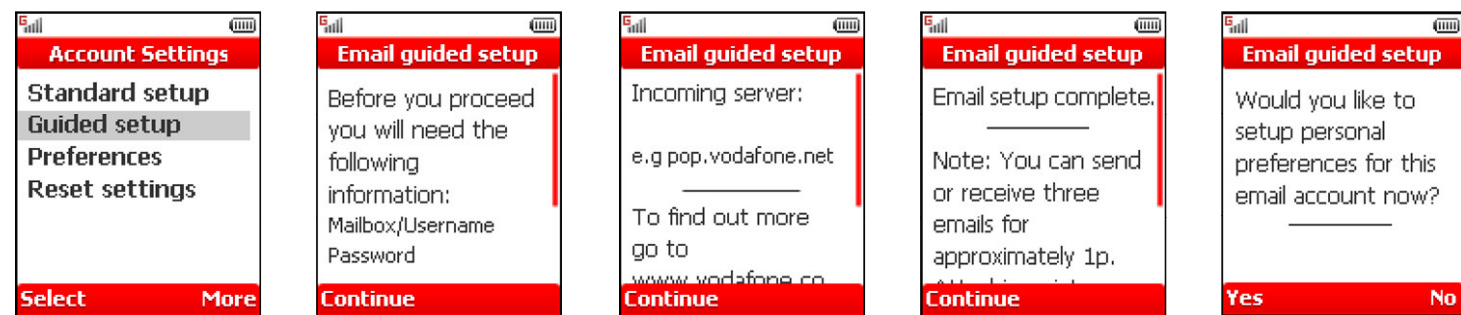 G
Account Settings
Standard setup
Guided setup
Preferences
Reset settings
Select More
G
Email guided setup
Before you proceed
you will need the
following
information:
Mailbox/Username
Password
Continue
G
Email guided setup
Incoming server:
e.g pop.vodafone.net
To find out more
go to
www.vodafone.co
Continue
G
Email guided setup
Email setup complete.
Note: You can send
or receive three
emails for
approximately 1p.
Continue
G
Email guided setup
Would you like to
setup personal
preferences for this
email account now?
Yes No